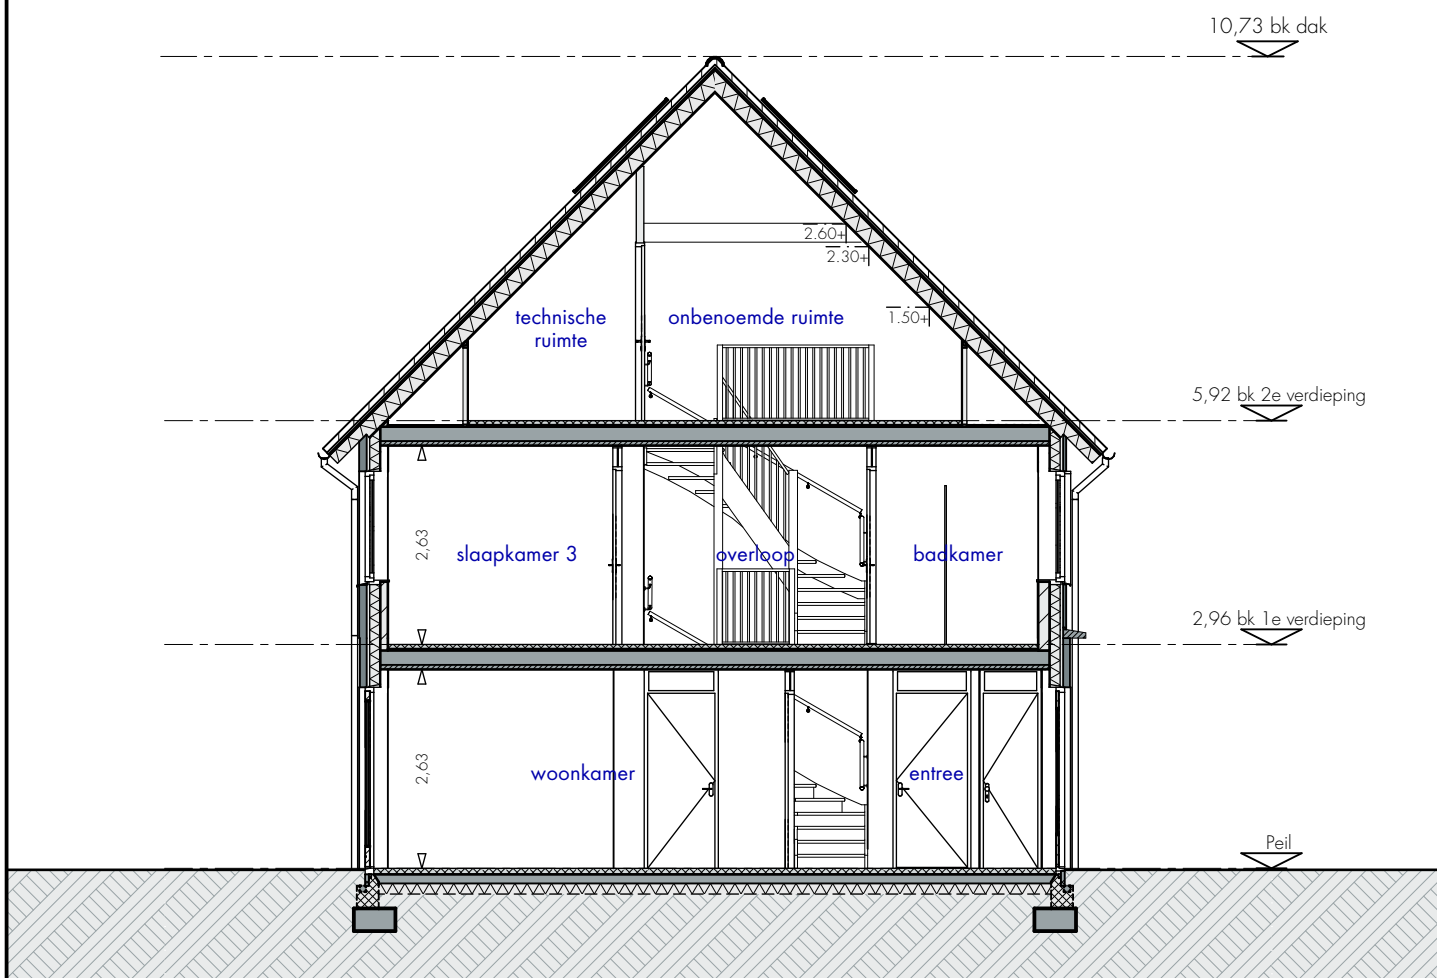 10,73 bk dak
2.60+
2.30+
1.50+
technische
ruimte
onbenoemde ruimte
5,92 bk 2e verdieping
2,63
slaapkamer 3
overloop
badkamer
2,96 bk 1e verdieping
2,63
woonkamer
entree
Peil